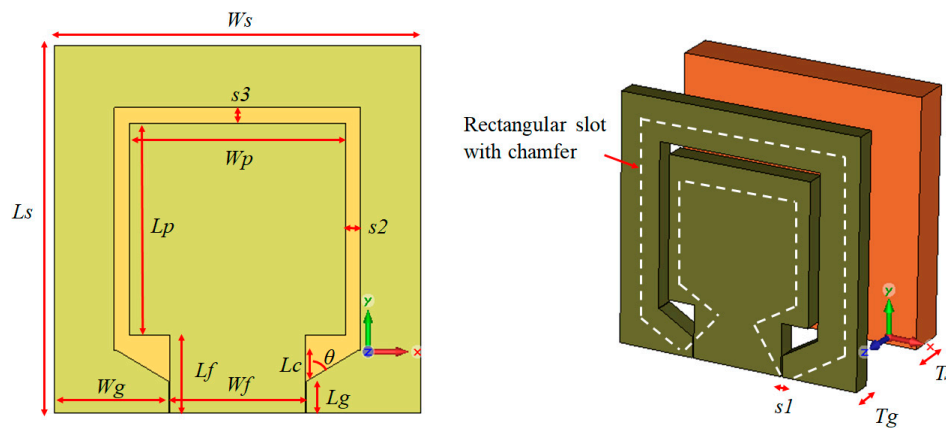 Ws
s3
Wp
Ls
Lp
s2
Y
X
Z
Lc
θ
Lf
Wf
Wg
Lg
Rectangular slot
with chamfer
Y
X
Z
s1
Tg